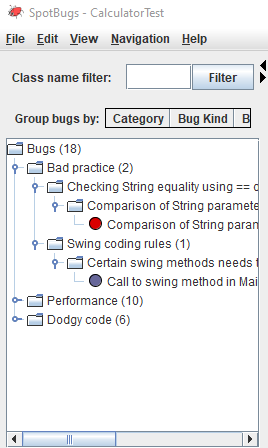 SpotBugs - CalculatorTest
File Edit View Navigation Help
Class name filter: Filter
Group bugs by: Category Bug Kind B
Bugs (18)
Bad practice (2)
Checking String equality using ==
Comparison of String paramete
Comparison of String param
Swing coding rules (1)
Certain swing methods needs
Call to swing method in Mai
Performance (10)
Dodgy code (6)